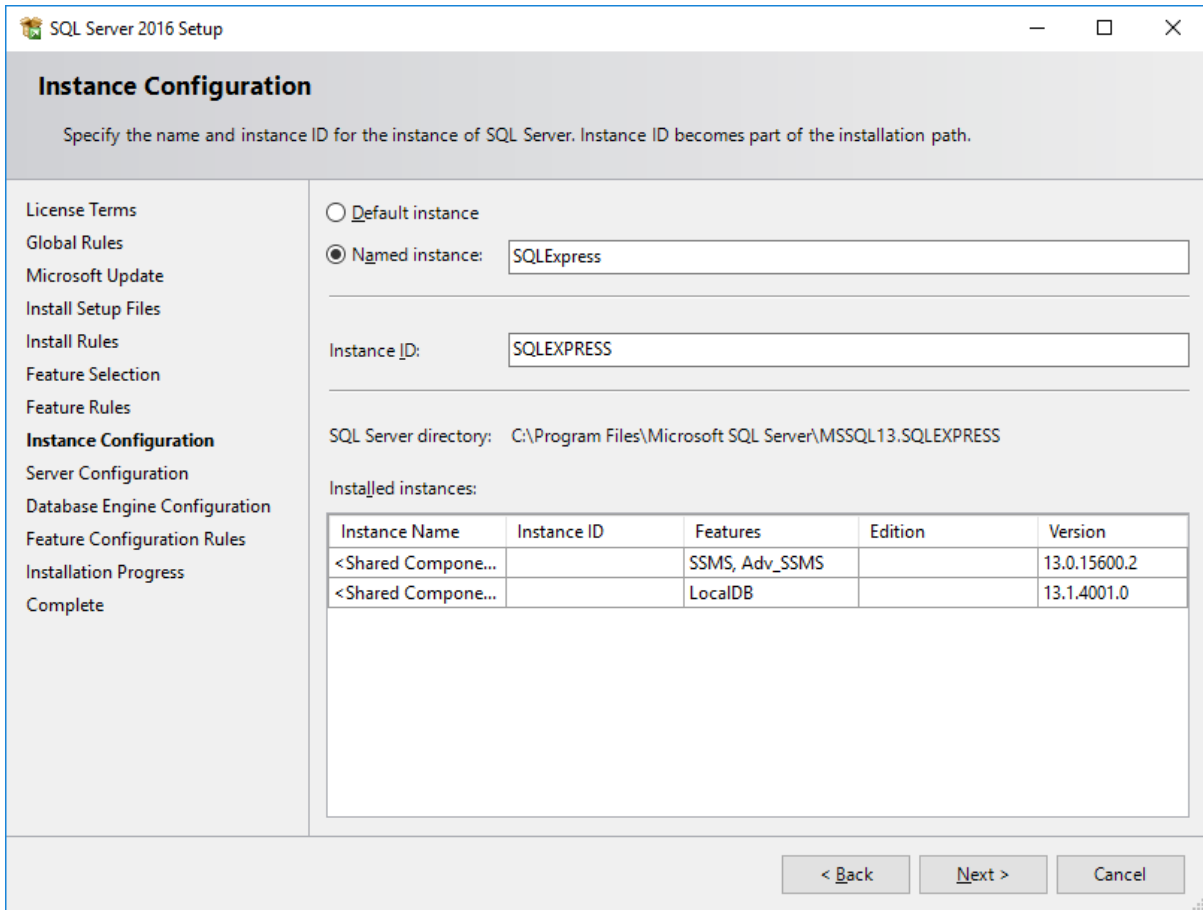 SQL Server 2016 Setup
Instance Configuration
Specify the name and instance ID for the instance of SQL Server. Instance ID becomes part of the installation path.
License Terms
Global Rules
Microsoft Update
Install Setup Files
Install Rules
Feature Selection
Feature Rules
Instance Configuration
Server Configuration
Database Engine Configuration
Feature Configuration Rules
Installation Progress
Complete
Default instance
Named instance: SQLExpress
Instance ID: SQLEXPRESS
SQL Server directory: C:\Program Files\Microsoft SQL Server\MSSQL13.SQLEXPRESS
Installed instances:
Instance Name Instance ID Features Edition Version
<Shared Compone... SSMS, Adv_SSMS 13.0.15600.2
<Shared Compone... LocalDB 13.1.4001.0
< Back Next > Cancel